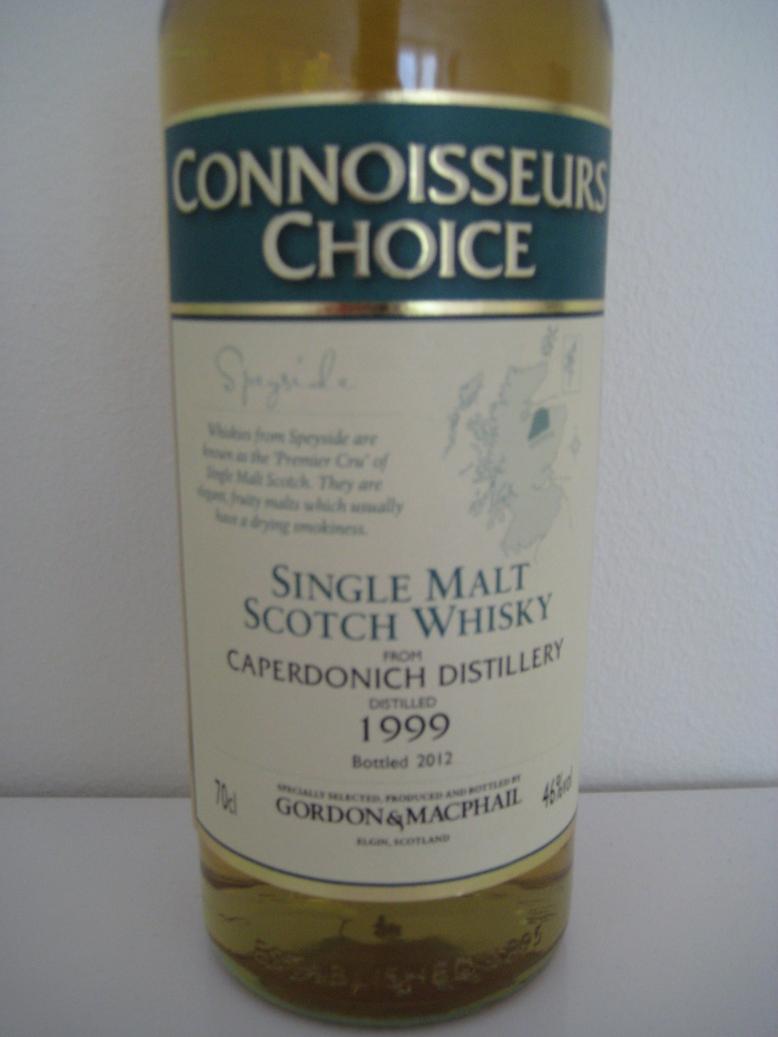 CONNOISSEURS
CHOICE
Speyside
Whiskies from Speyside are
known as the 'Premier Cru' of
Single Malt Scotch. They are
elegant, fruity malts which usually
have a drying smokiness.
SINGLE MALT
SCOTCH WHISKY
FROM
CAPERDONICH DISTILLERY
DISTILLED
1999
Bottled 2012
70cl
SPECIALLY SELECTED, PRODUCED AND BOTTLED BY
GORDON & MACPHAIL
46%vol
ELGIN, SCOTLAND
ESTABLISHED 1895